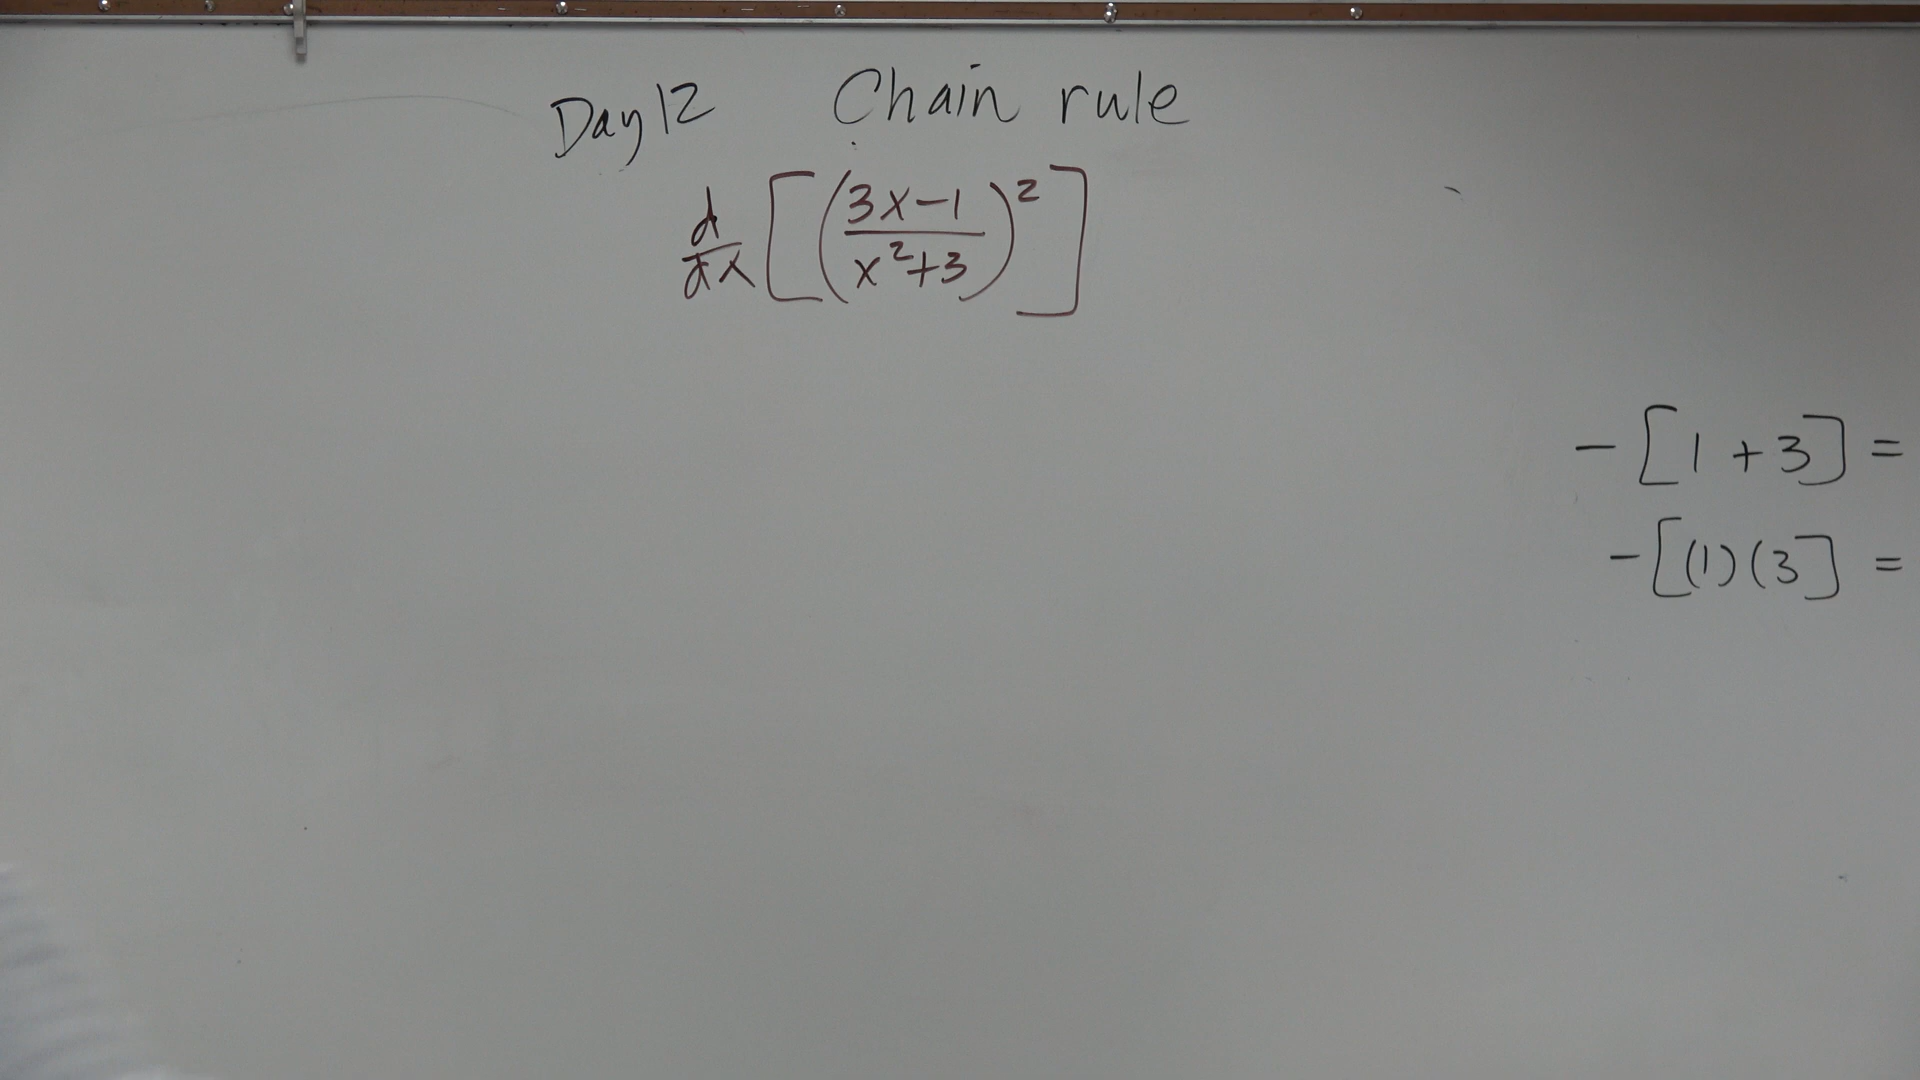 Day 12 Chain rule
d/dx [((3x-1)/(x²+3))²]
-[1+3] =
-[(1)(3] =